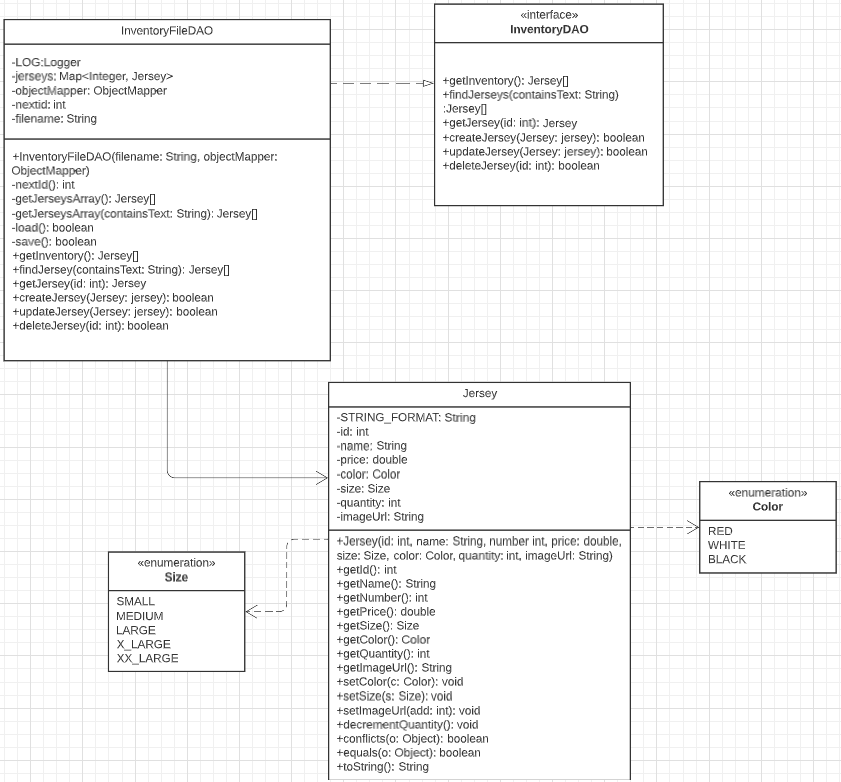 InventoryFileDAO
-LOG:Logger
-jerseys: Map<Integer, Jersey>
-objectMapper: ObjectMapper
-nextid: int
-filename: String
+InventoryFileDAO(filename: String, objectMapper:
ObjectMapper)
-nextId(): int
-getJerseysArray(): Jersey[]
-getJerseysArray(containsText: String): Jersey[]
-load(): boolean
-save(): boolean
+getInventory(): Jersey[]
+findJersey(containsText: String): Jersey[]
+getJersey(id: int): Jersey
+createJersey(Jersey: jersey): boolean
+updateJersey(Jersey: jersey): boolean
+deleteJersey(id: int): boolean
«interface»
InventoryDAO
+getInventory(): Jersey[]
+findJerseys(containsText: String)
:Jersey[]
+getJersey(id: int): Jersey
+createJersey(Jersey: jersey): boolean
+updateJersey(Jersey: jersey): boolean
+deleteJersey(id: int): boolean
Jersey
-STRING_FORMAT: String
-id: int
-name: String
-price: double
-color: Color
-size: Size
-quantity: int
-imageUrl: String
+Jersey(id: int, name: String, number int, price: double,
size: Size, color: Color, quantity: int, imageUrl: String)
+getId(): int
+getName(): String
+getNumber(): int
+getPrice(): double
+getSize(): Size
+getColor(): Color
+getQuantity(): int
+getImageUrl(): String
+setColor(c: Color): void
+setSize(s: Size): void
+setImageUrl(add: int): void
+decrementQuantity(): void
+conflicts(o: Object): boolean
+equals(o: Object): boolean
+toString(): String
«enumeration»
Size
SMALL
MEDIUM
LARGE
X_LARGE
XX_LARGE
«enumeration»
Color
RED
WHITE
BLACK